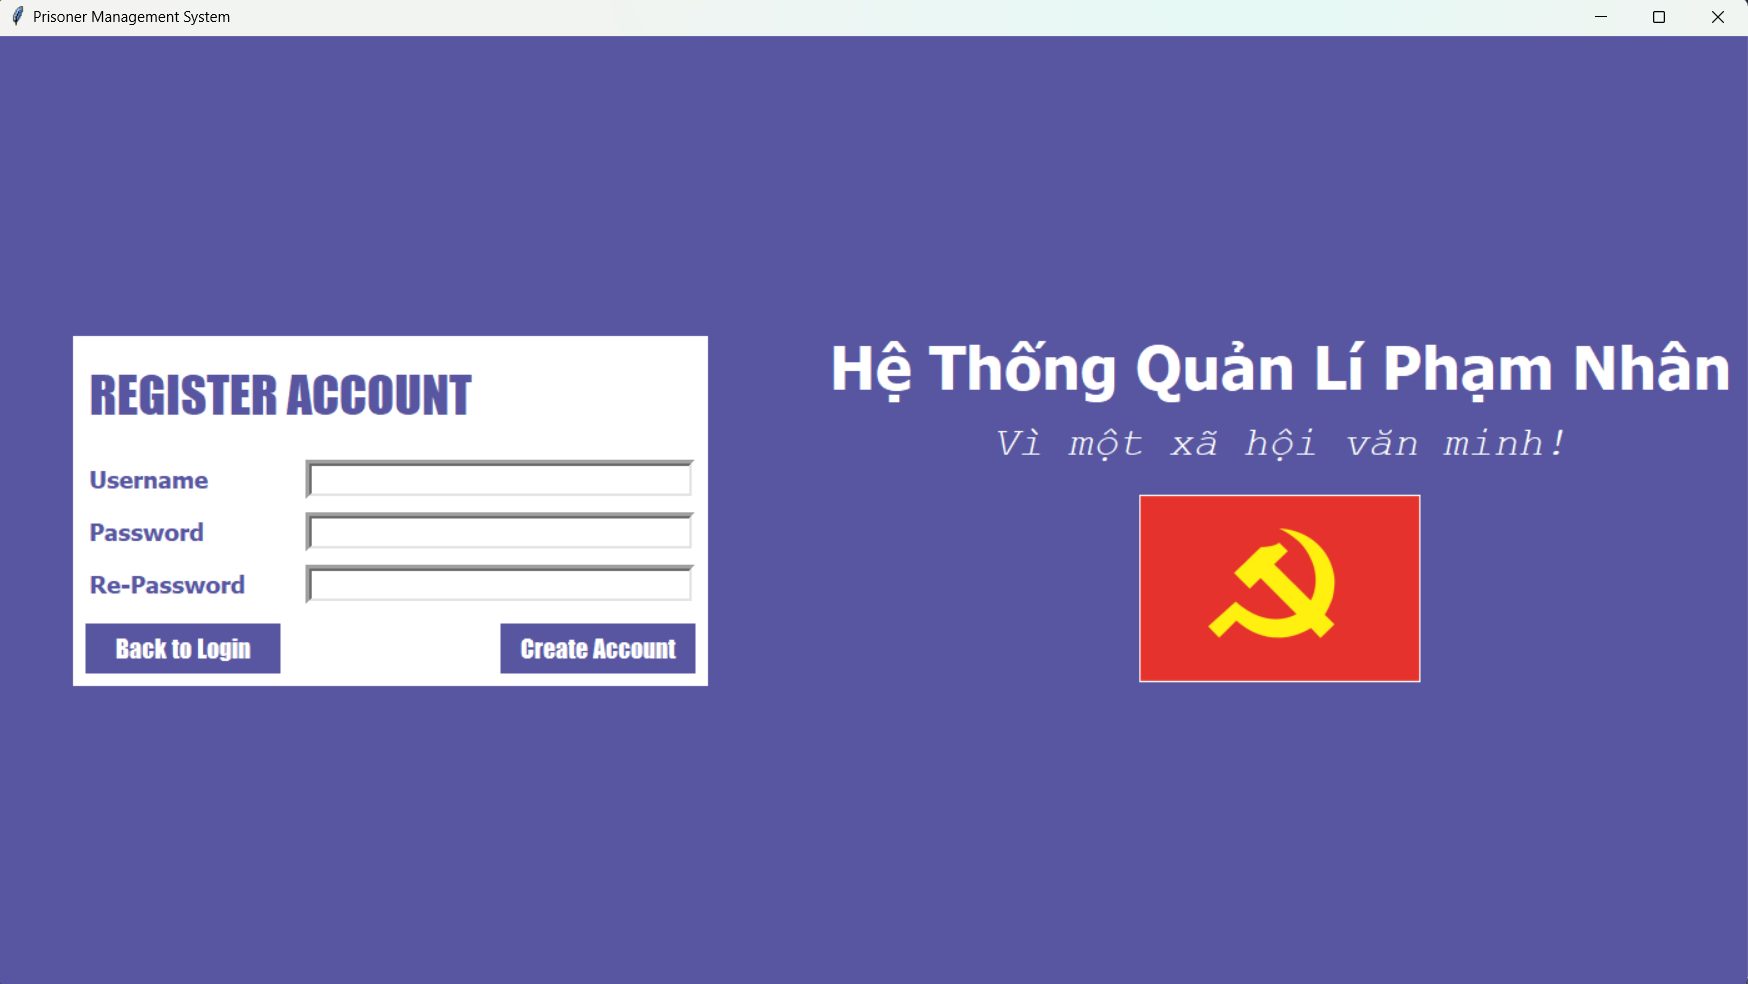 Prisoner Management System
REGISTER ACCOUNT
Username
Password
Re-Password
Back to Login
Create Account
Hệ Thống Quản Lí Phạm Nhân
Vì một xã hội văn minh!